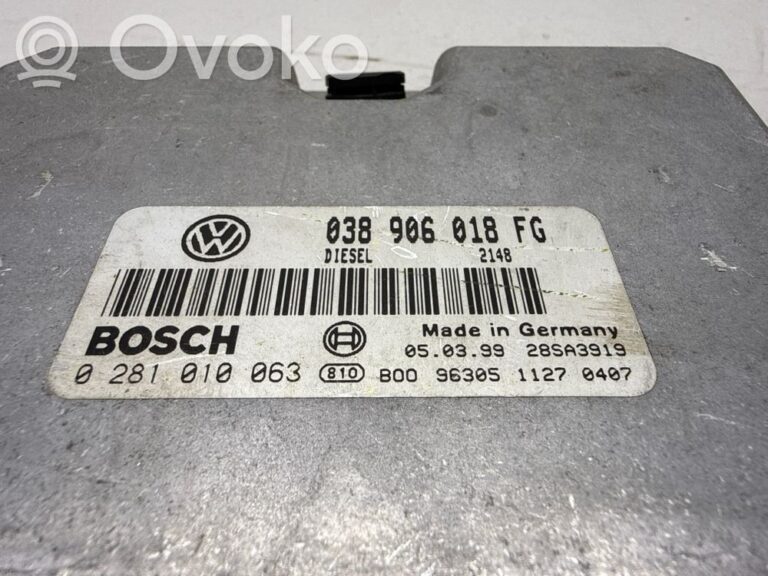 Ovoko
038 906 018 FG
DIESEL 2148
BOSCH Made in Germany
05.03.99 28SA3919
0 281 010 063 810 B00 96305 1127 0407